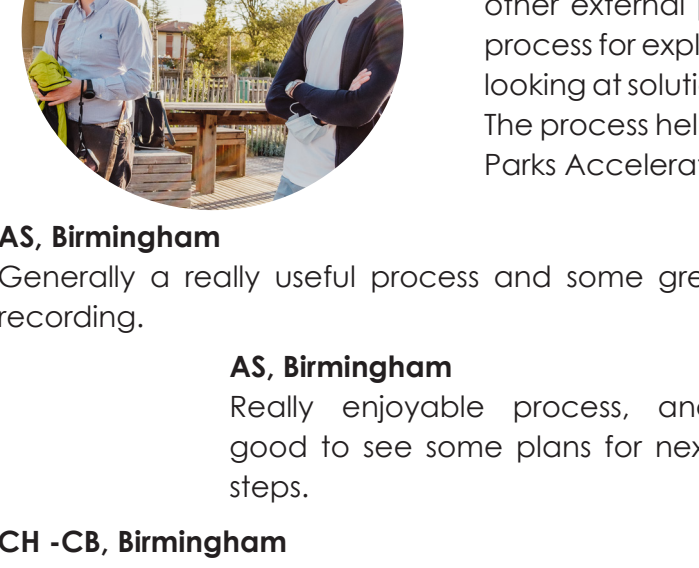 other external
process for expl
looking at soluti
The process hel
Parks Accelera
AS, Birmingham
Generally a really useful process and some gre
recording.
AS, Birmingham
Really enjoyable process, and
good to see some plans for nex
steps.
CH -CB, Birmingham